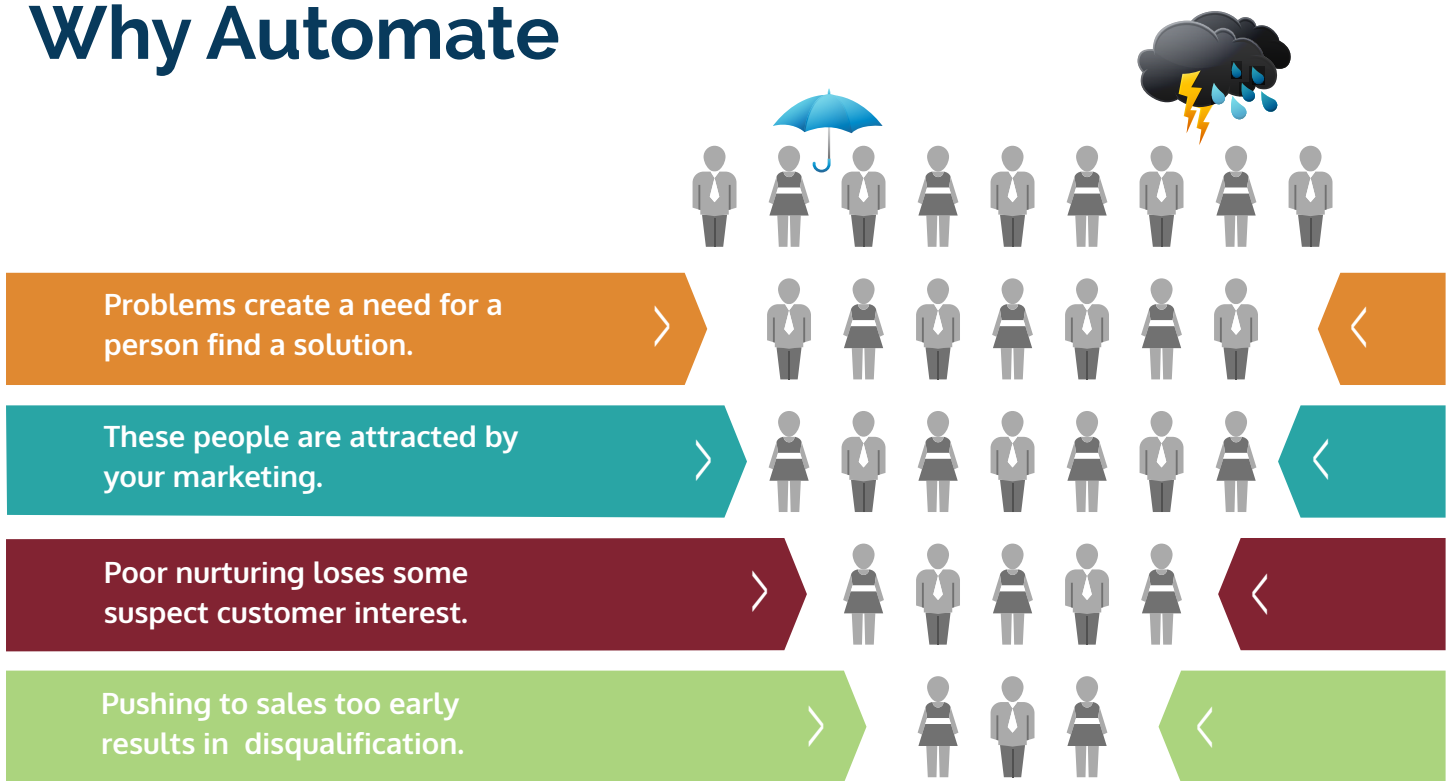 Why Automate
Problems create a need for a
person find a solution.
These people are attracted by
your marketing.
Poor nurturing loses some
suspect customer interest.
Pushing to sales too early
results in  disqualification.